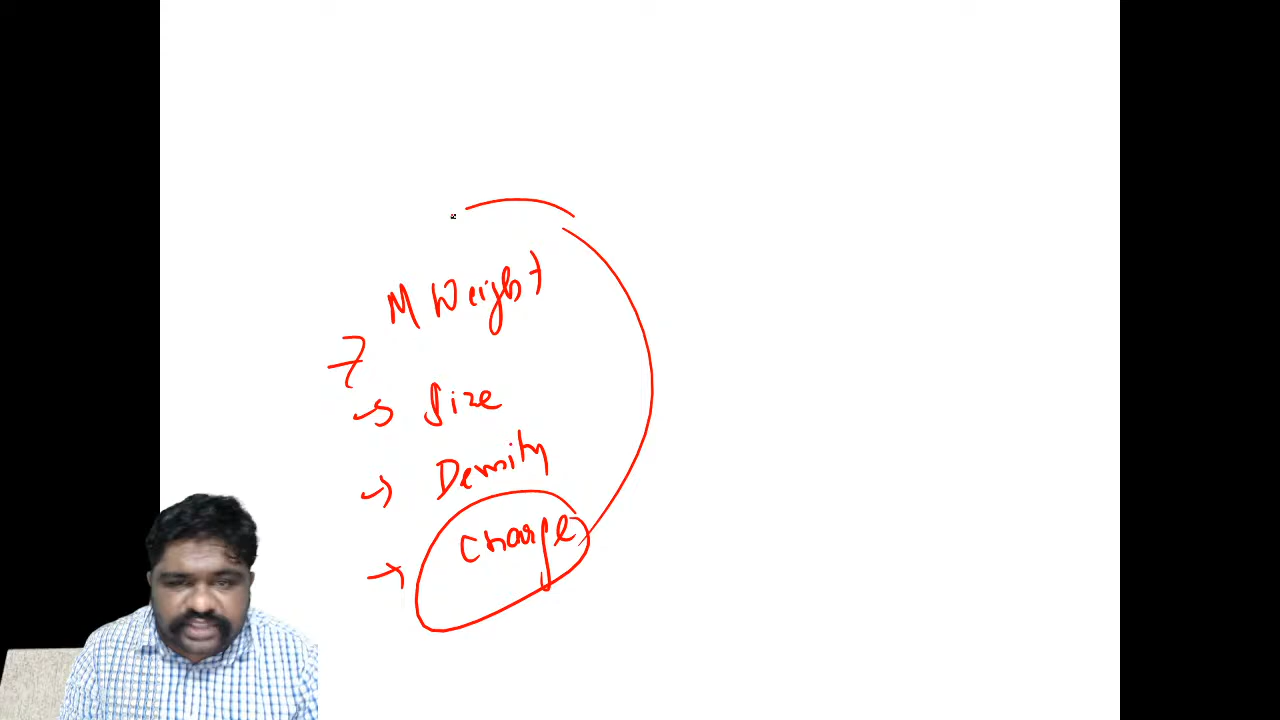 M Weight
→ Size
→ Density
→ Charge